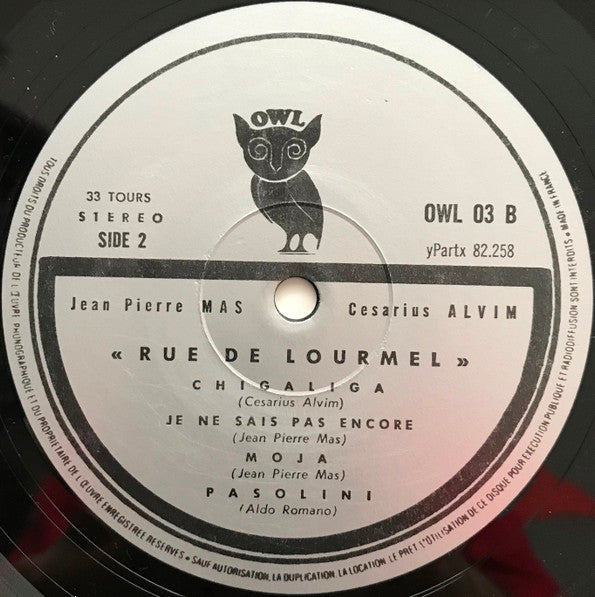 OWL
33 TOURS
STEREO
SIDE 2
OWL 03 B
yPartx 82.258
Jean Pierre MAS
Cesarius ALVIM
« RUE DE LOURMEL »
CHIGALIGA
(Cesarius Alvim)
JE NE SAIS PAS ENCORE
(Jean Pierre Mas)
MOJA
(Jean Pierre Mas)
PASOLINI
(Aldo Romano)
TOUS DROITS DU PRODUCTEUR DE L'ŒUVRE PHONOGRAPHIQUE ET DU PROPRIETAIRE DE L'ŒUVRE ENREGISTREE RESERVES • SAUF AUTORISATION, LA DUPLICATION, LA LOCATION, LE PRET, L'UTILISATION DE CE DISQUE POUR EXECUTION PUBLIQUE ET RADIODIFFUSION SONT INTERDITS • MADE IN FRANCE